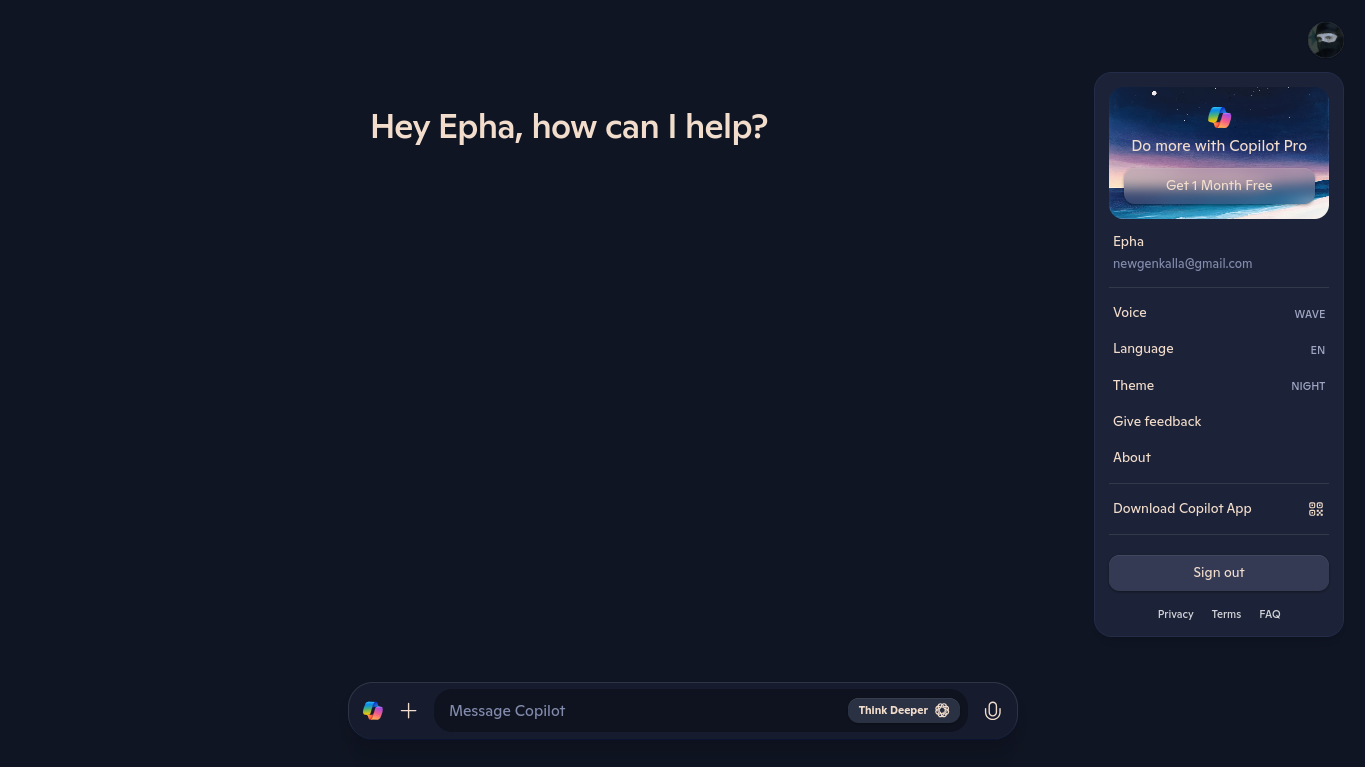 Hey Epha, how can I help?
Do more with Copilot Pro
Get 1 Month Free
Epha
newgenkalla@gmail.com
Voice WAVE
Language EN
Theme NIGHT
Give feedback
About
Download Copilot App
Sign out
Privacy Terms FAQ
Message Copilot Think Deeper